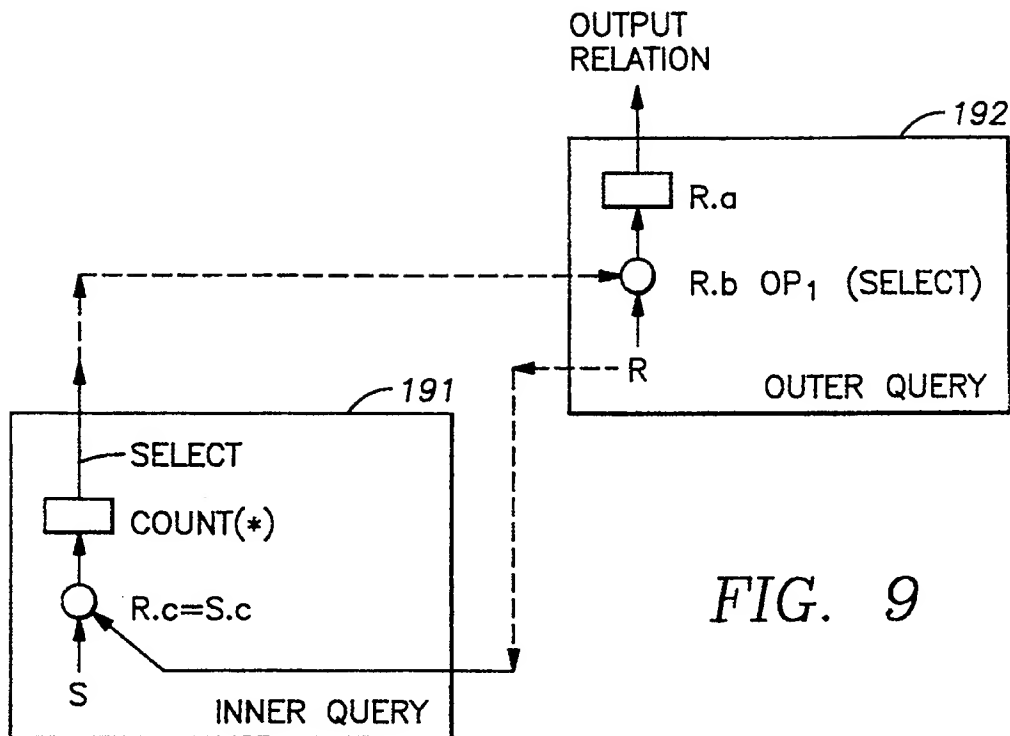 OUTPUT
RELATION
192
R.a
R.b OP₁ (SELECT)
R
OUTER QUERY
191
SELECT
COUNT(*)
R.c=S.c
S
INNER QUERY
FIG. 9